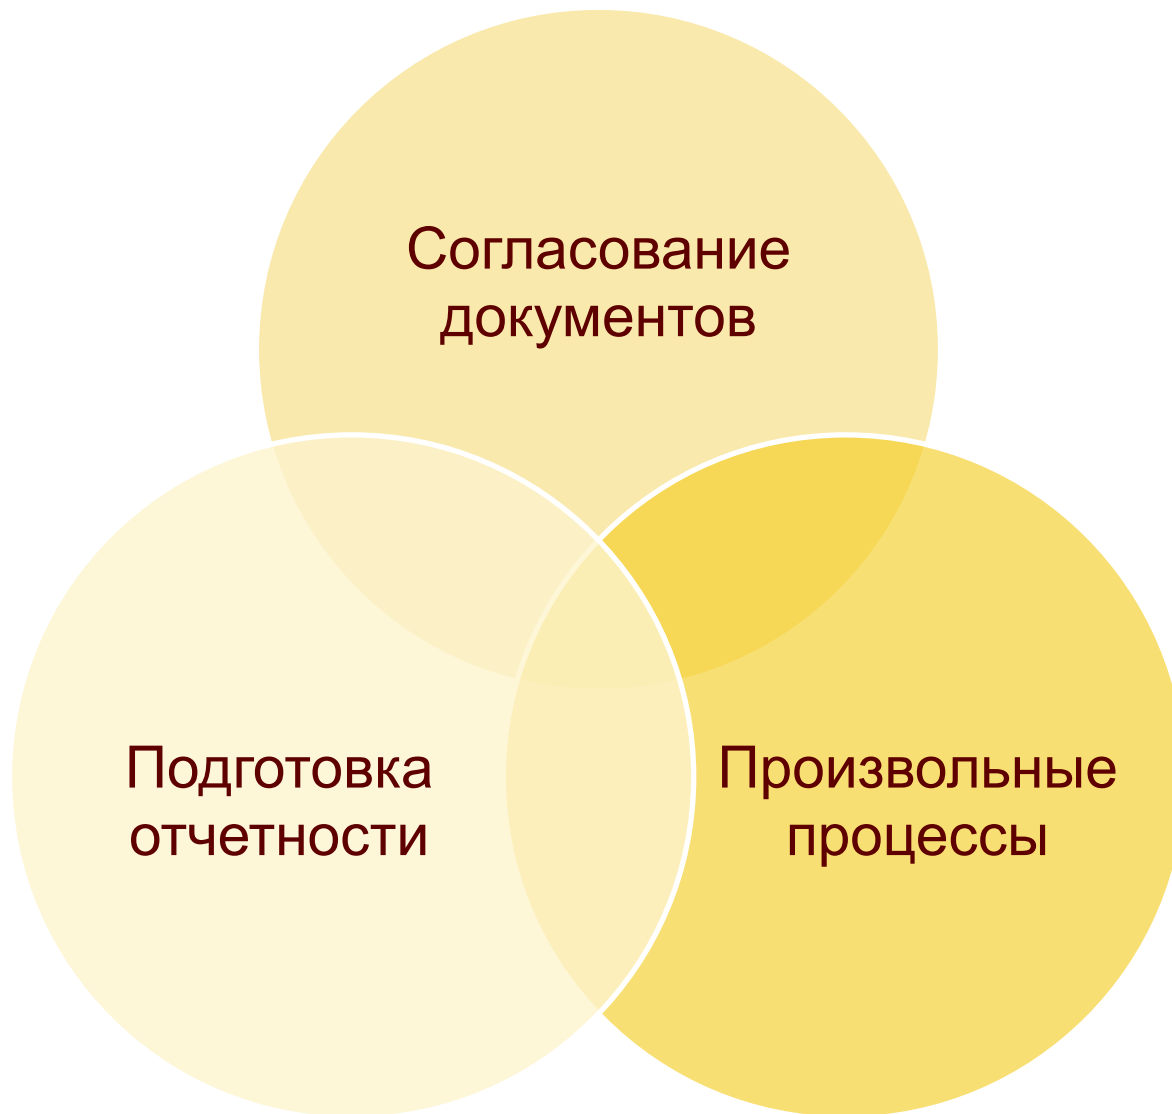 Согласование
документов
Подготовка
отчетности
Произвольные
процессы